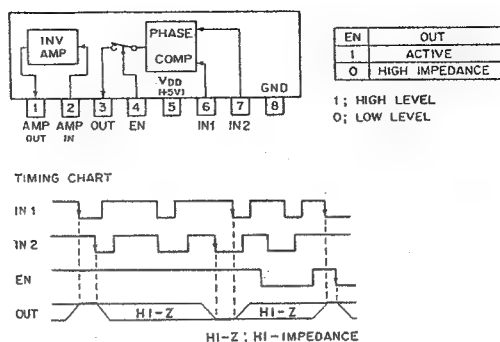 INV
AMP
PHASE
COMP
VDD
(+5V)
GND
1 2 3 4 5 6 7 8
AMP OUT
AMP IN
OUT
EN
IN1
IN2
EN OUT
1 ACTIVE
0 HIGH IMPEDANCE
1; HIGH LEVEL
0; LOW LEVEL
TIMING CHART
IN 1
IN 2
EN
OUT HI-Z HI-Z
HI-Z; HI-IMPEDANCE